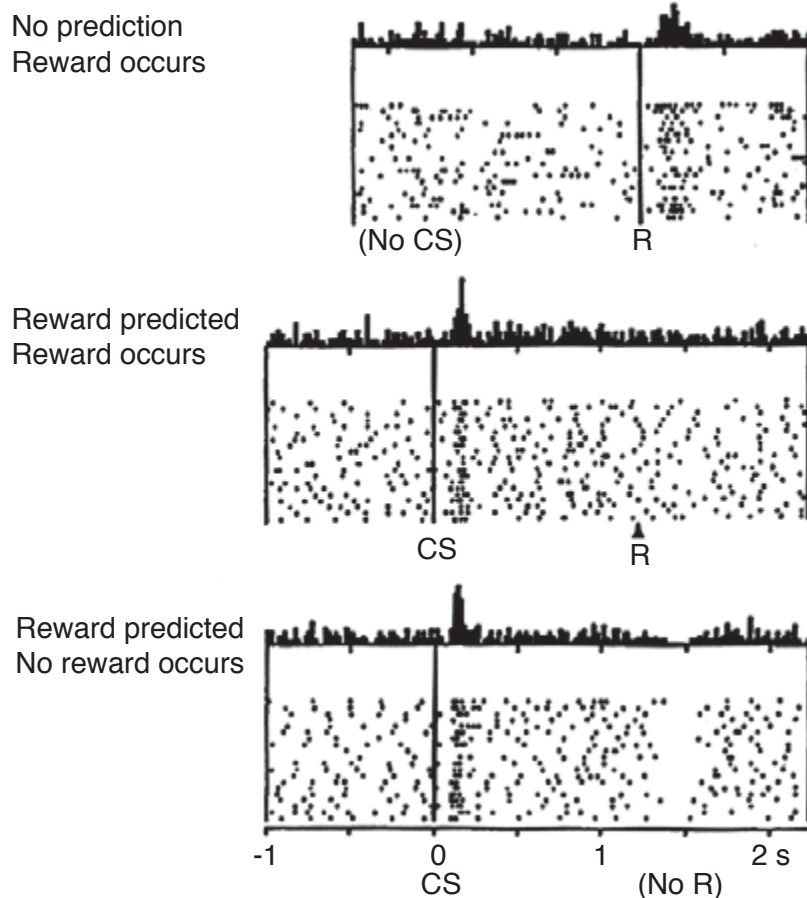 No prediction
Reward occurs
(No CS) R
Reward predicted
Reward occurs
CS R
Reward predicted
No reward occurs
-1 0 1 2 s
CS (No R)